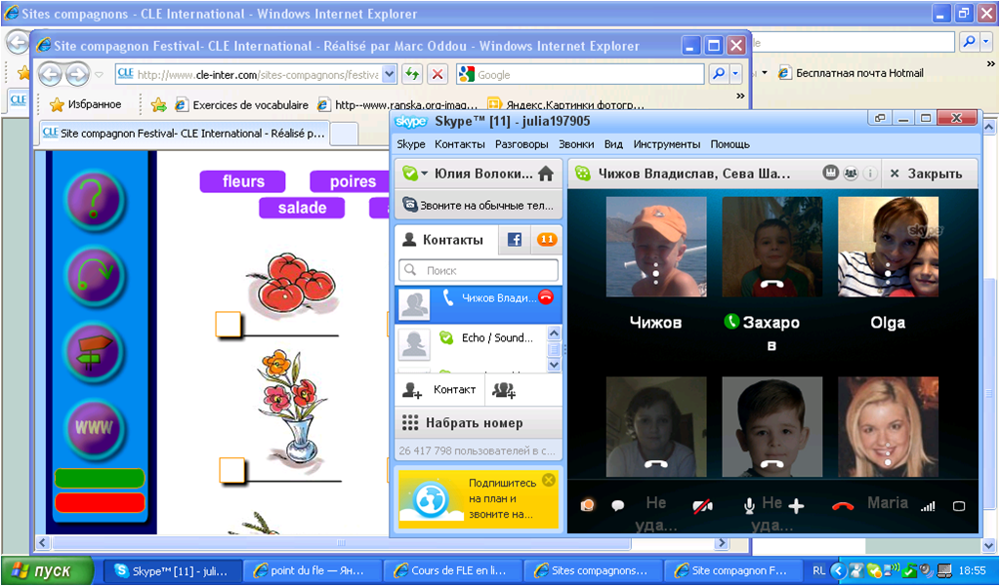 Sites compagnons - CLE International - Windows Internet Explorer
Site compagnon Festival- CLE International - Réalisé par Marc Oddou - Windows Internet Explorer
http://www.cle-inter.com/sites-compagnons/festiva
Google
Бесплатная почта Hotmail
Избранное
Exercices de vocabulaire
http--www.ranska.org-imag...
Яндекс.Картинки фотогр...
CLE
Site compagnon Festival- CLE International - Réalisé p...
fleurs
poires
salade
WWW
skype Skype™ [11] - julia197905
Skype Контакты Разговоры Звонки Вид Инструменты Помощь
Юлия Волоки...
Звоните на обычные тел...
Контакты
11
Поиск
Чижов Влади...
Echo / Sound...
Контакт
Набрать номер
26 417 798 пользователей в с...
Подпишитесь
на план и
звоните на...
Чижов Владислав, Сева Ша...
Закрыть
skype
Чижов
Захаро
в
Olga
Не
уда...
Не
уда...
Maria
пуск
Skype™ [11] - juli...
point du fle — Ян...
Cours de FLE en li...
Sites compagnons...
Site compagnon F...
RL
18:55